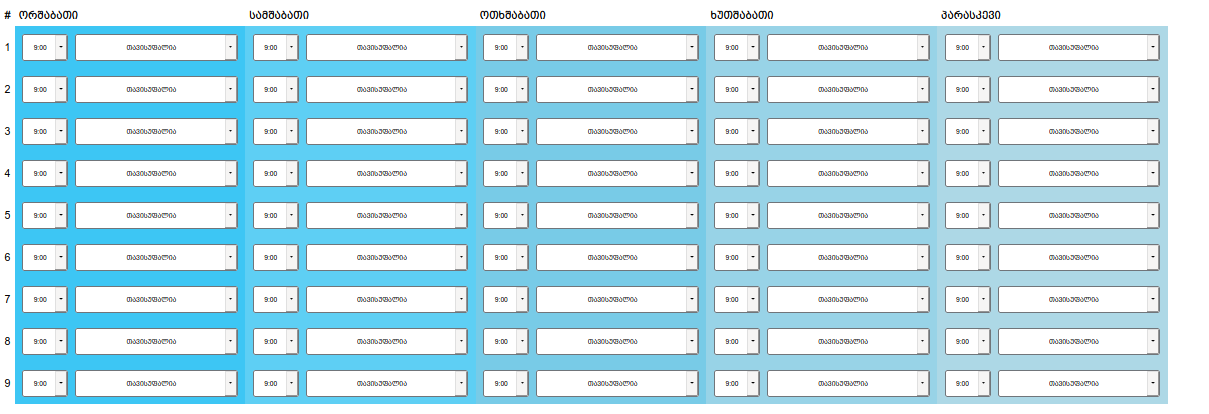 # ორშაბათი სამშაბათი ოთხშაბათი ხუთშაბათი პარასკევი
1 9:00 თავისუფალია 9:00 თავისუფალია 9:00 თავისუფალია 9:00 თავისუფალია 9:00 თავისუფალია
2 9:00 თავისუფალია 9:00 თავისუფალია 9:00 თავისუფალია 9:00 თავისუფალია 9:00 თავისუფალია
3 9:00 თავისუფალია 9:00 თავისუფალია 9:00 თავისუფალია 9:00 თავისუფალია 9:00 თავისუფალია
4 9:00 თავისუფალია 9:00 თავისუფალია 9:00 თავისუფალია 9:00 თავისუფალია 9:00 თავისუფალია
5 9:00 თავისუფალია 9:00 თავისუფალია 9:00 თავისუფალია 9:00 თავისუფალია 9:00 თავისუფალია
6 9:00 თავისუფალია 9:00 თავისუფალია 9:00 თავისუფალია 9:00 თავისუფალია 9:00 თავისუფალია
7 9:00 თავისუფალია 9:00 თავისუფალია 9:00 თავისუფალია 9:00 თავისუფალია 9:00 თავისუფალია
8 9:00 თავისუფალია 9:00 თავისუფალია 9:00 თავისუფალია 9:00 თავისუფალია 9:00 თავისუფალია
9 9:00 თავისუფალია 9:00 თავისუფალია 9:00 თავისუფალია 9:00 თავისუფალია 9:00 თავისუფალია